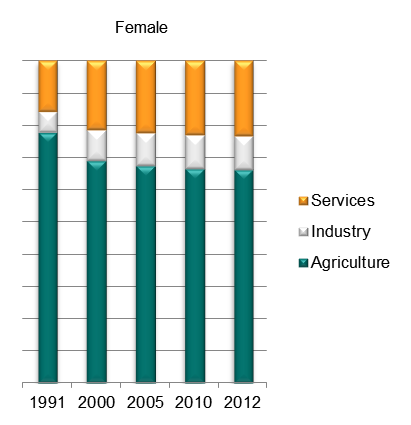 Female
Services
Industry
Agriculture
1991 2000 2005 2010 2012